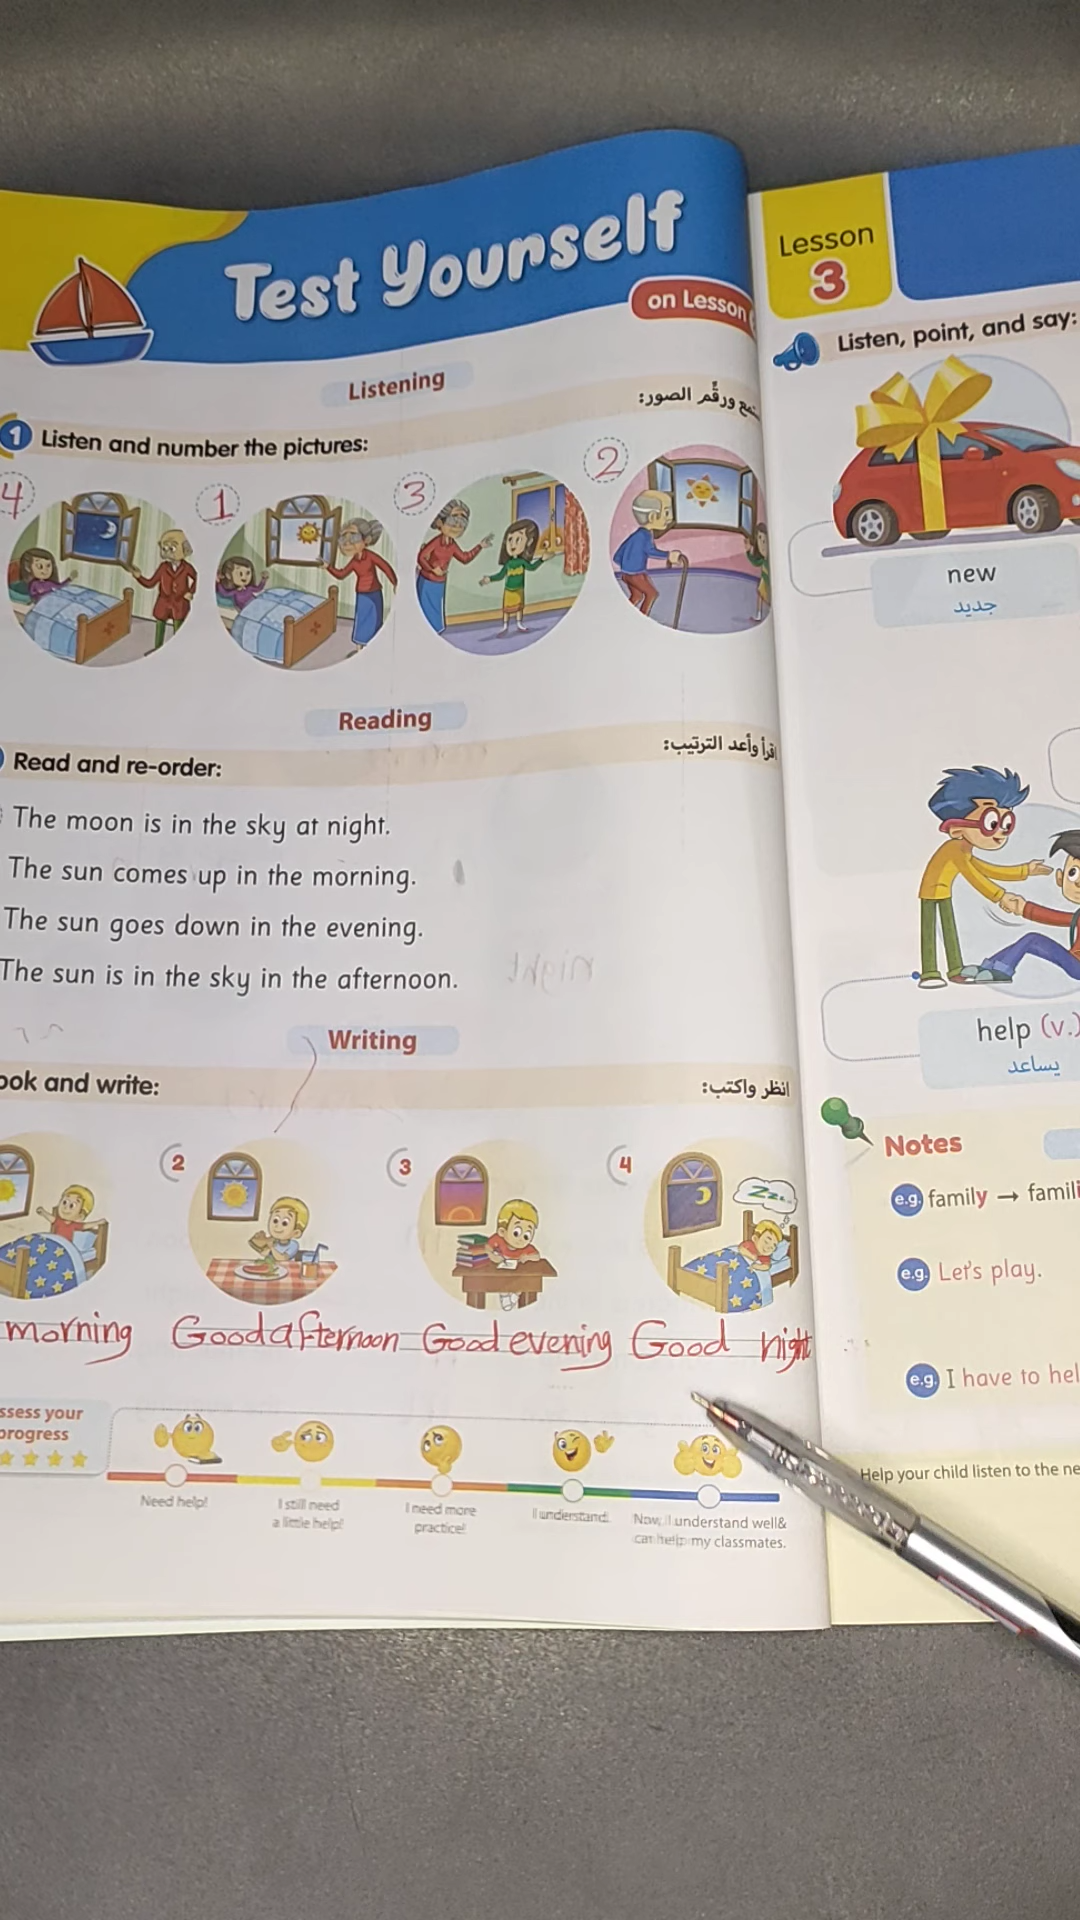 Test Yourself
on Lesson
Listening
1 Listen and number the pictures:
ورقِّم الصور:
4
1
3
2
Reading
Read and re-order:
اقرأ وأعد الترتيب:
The moon is in the sky at night.
The sun comes up in the morning.
The sun goes down in the evening.
The sun is in the sky in the afternoon.
Writing
ook and write:
انظر واكتب:
2
3
4
Zzz..
morning Good afternoon Good evening Good night
ssess your
progress
Need help!
I still need
a little help!
I need more
practice!
I understand.
Now, I understand well&
can help my classmates.
Lesson
3
Listen, point, and say:
new
جديد
help (v.)
يساعد
Notes
e.g. family → famili
e.g. Let's play.
e.g. I have to hel
Help your child listen to the ne